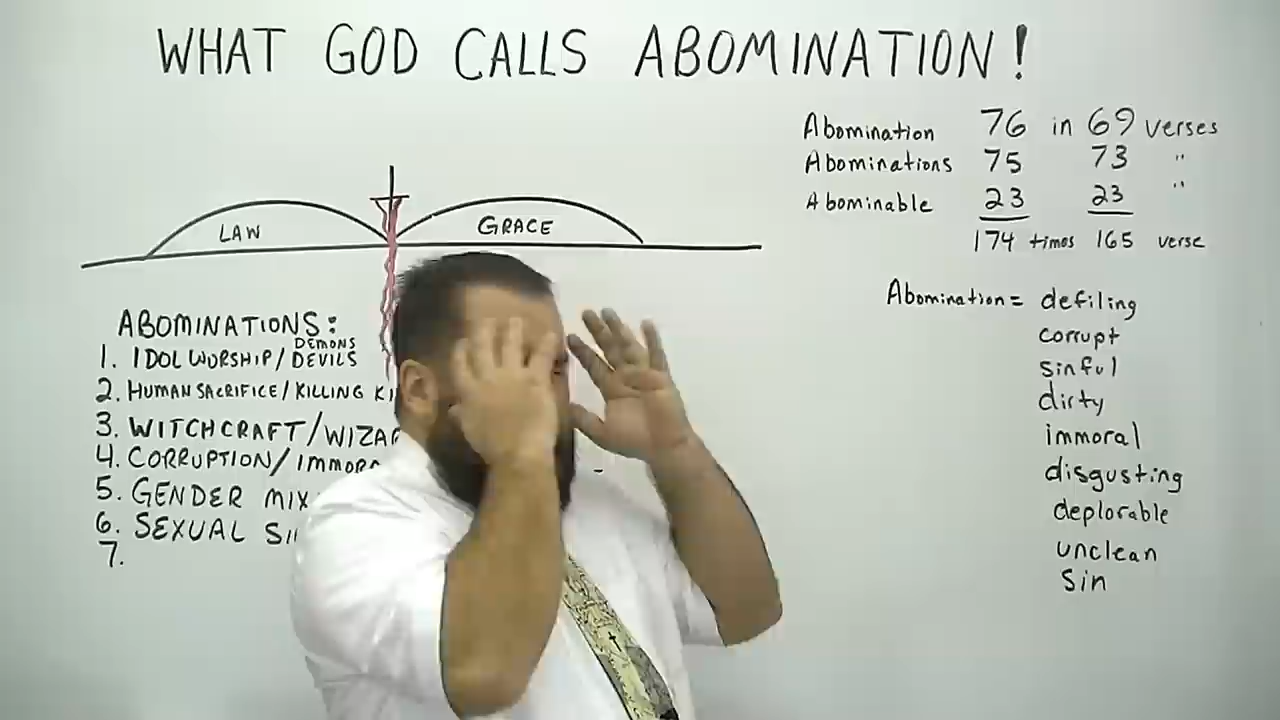 WHAT GOD CALLS ABOMINATION!
Abomination 76 in 69 verses
Abominations 75 73 "
Abominable 23 23 "
174 times 165 verse
LAW
GRACE
ABOMINATIONS:
DEMONS
1. IDOL WORSHIP/DEVILS
2. HUMAN SACRIFICE/KILLING
3. WITCHCRAFT/
4. CORRUPTION/
5. GENDER
6. SEXUAL
7.
Abomination = defiling
corrupt
sinful
dirty
immoral
disgusting
deplorable
unclean
Sin